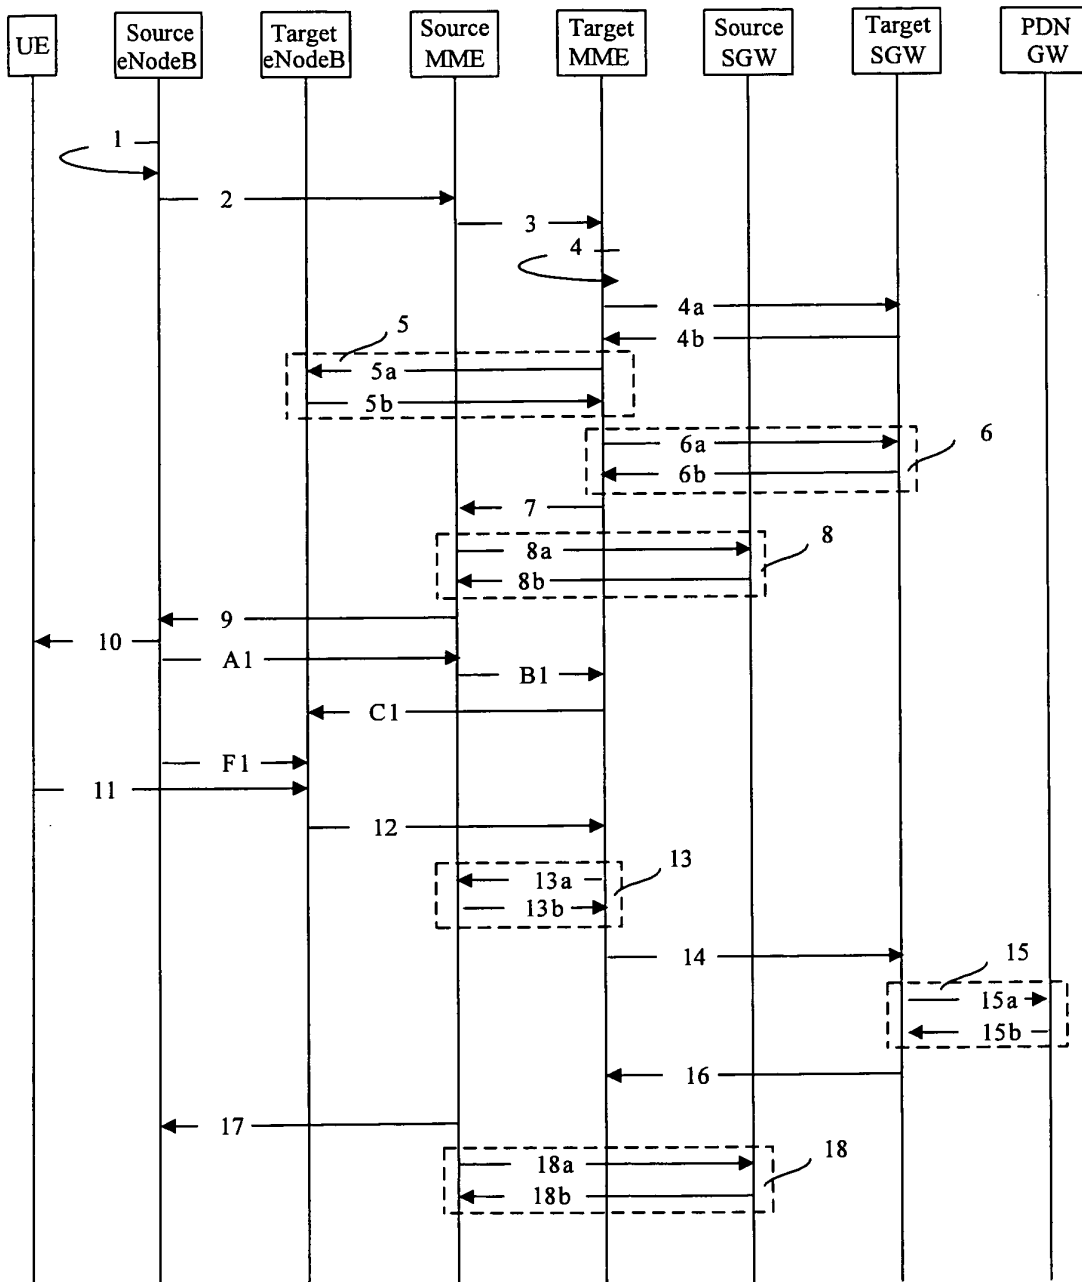 UE
Source
eNodeB
Target
eNodeB
Source
MME
Target
MME
Source
SGW
Target
SGW
PDN
GW
1
2
3
4
4a
4b
5
5a
5b
6a
6
6b
7
8a
8
8b
9
10
A1
B1
C1
F1
11
12
13
13a
13b
14
15
15a
15b
16
17
18a
18
18b